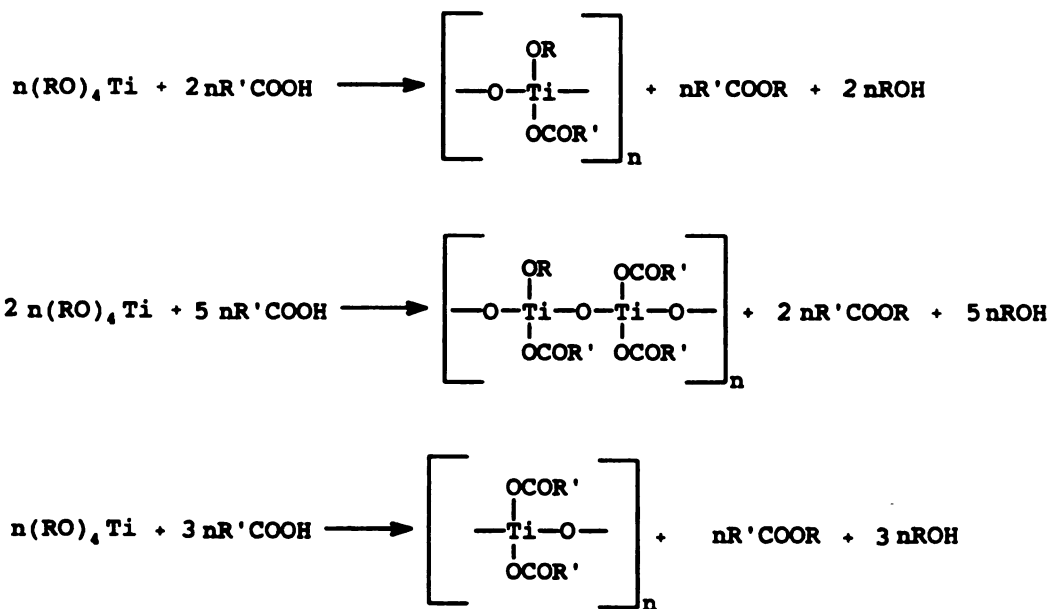 OR
n(RO)₄Ti + 2nR'COOH → [—O—Ti—]n + nR'COOR + 2nROH
OCOR'
OR OCOR'
2n(RO)₄Ti + 5nR'COOH → [—O—Ti—O—Ti—O—]n + 2nR'COOR + 5nROH
OCOR' OCOR'
OCOR'
n(RO)₄Ti + 3nR'COOH → [—Ti—O—]n + nR'COOR + 3nROH
OCOR'